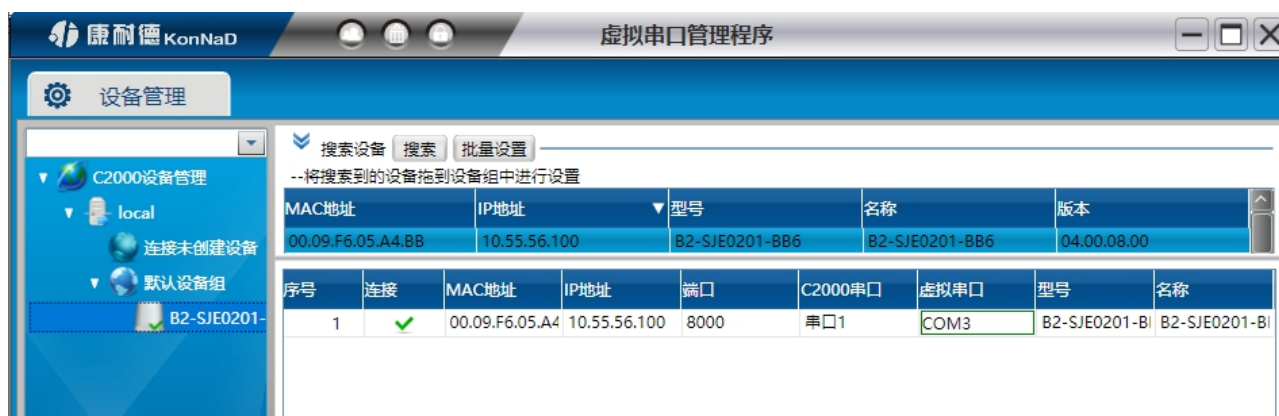 康耐德 KonNaD
虚拟串口管理程序
设备管理
搜索设备 搜索 批量设置
--将搜索到的设备拖到设备组中进行设置
C2000设备管理
local
连接未创建设备
默认设备组
B2-SJE0201-
MAC地址 IP地址 型号 名称 版本
00.09.F6.05.A4.BB 10.55.56.100 B2-SJE0201-BB6 B2-SJE0201-BB6 04.00.08.00
序号 连接 MAC地址 IP地址 端口 C2000串口 虚拟串口 型号 名称
1 00.09.F6.05.A4 10.55.56.100 8000 串口1 COM3 B2-SJE0201-B B2-SJE0201-B